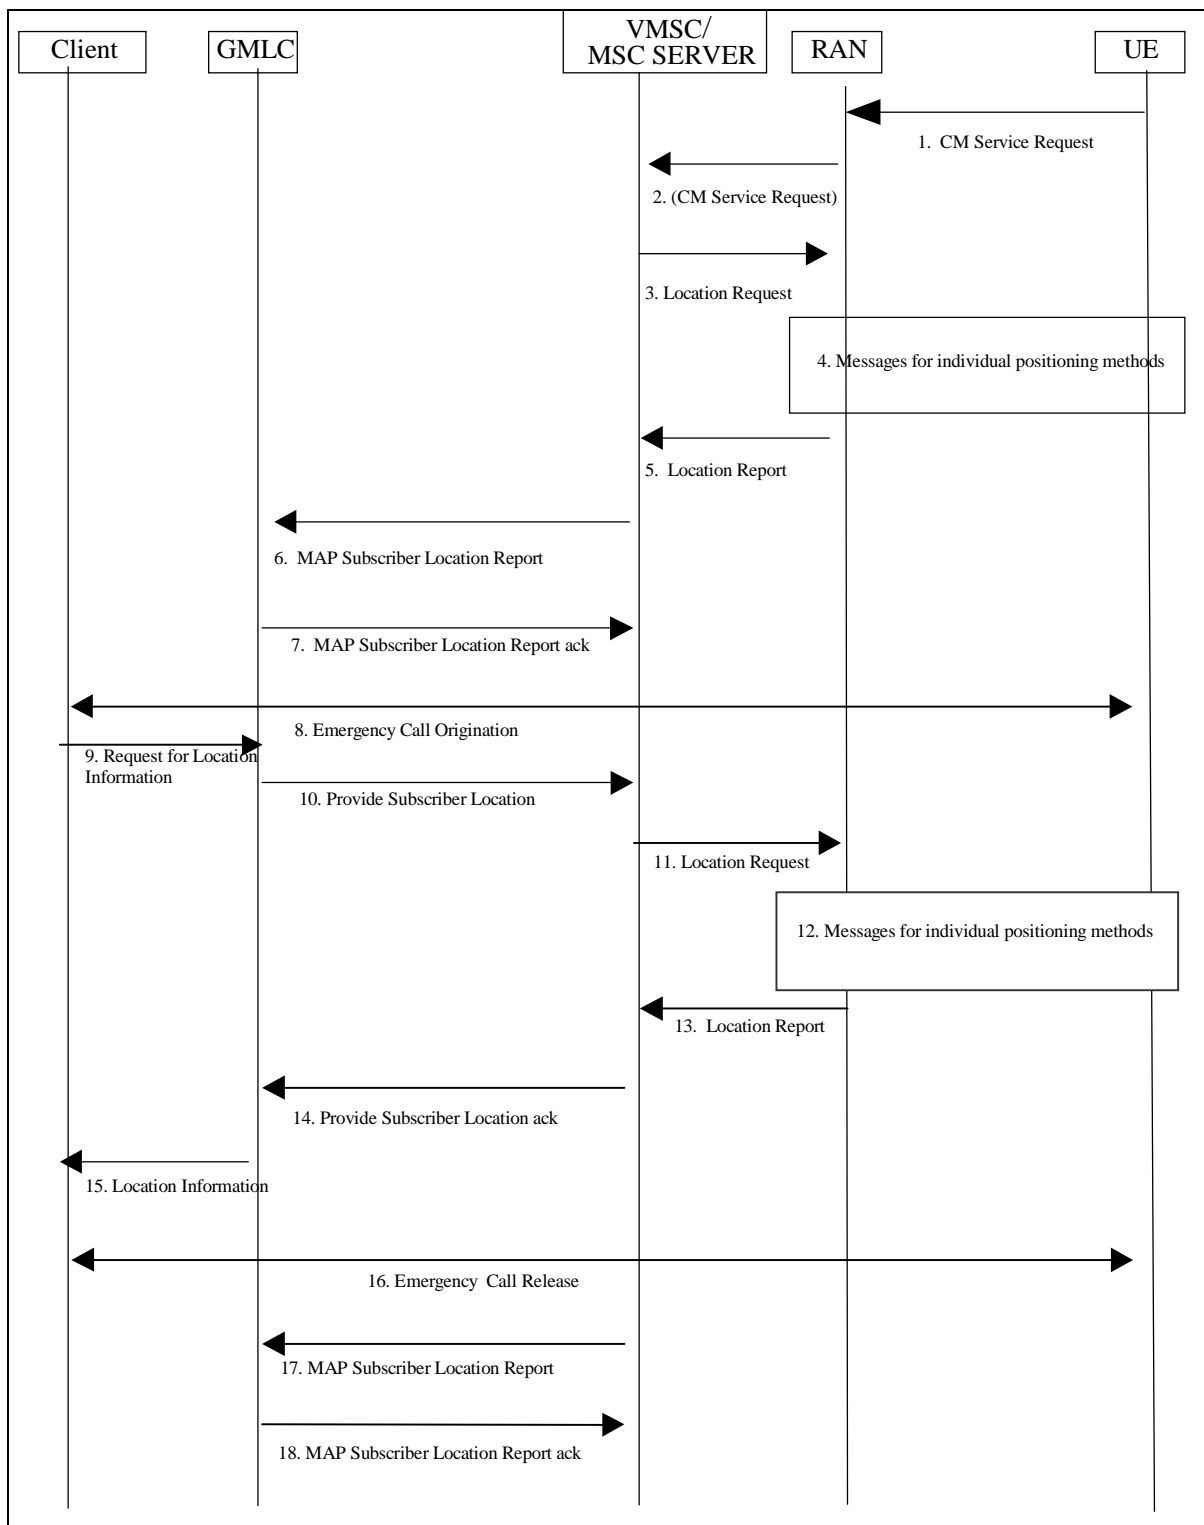 Client
GMLC
VMSC/
MSC SERVER
RAN
UE
1. CM Service Request
2. (CM Service Request)
3. Location Request
4. Messages for individual positioning methods
5. Location Report
6. MAP Subscriber Location Report
7. MAP Subscriber Location Report ack
8. Emergency Call Origination
9. Request for Location
Information
10. Provide Subscriber Location
11. Location Request
12. Messages for individual positioning methods
13. Location Report
14. Provide Subscriber Location ack
15. Location Information
16. Emergency Call Release
17. MAP Subscriber Location Report
18. MAP Subscriber Location Report ack